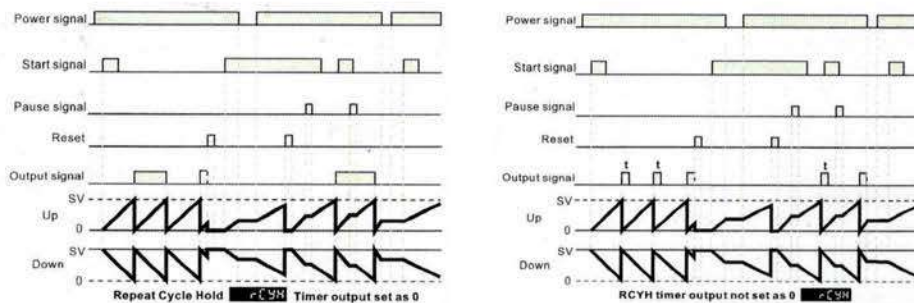 Power signal
Start signal
Pause signal
Reset
Output signal
SV
Up
0
SV
Down
0
Repeat Cycle Hold rCYH Timer output set as 0
Power signal
Start signal
Pause signal
Reset
t t t
Output signal
SV
Up
0
SV
Down
0
RCYH timer output not set as 0 rCYH